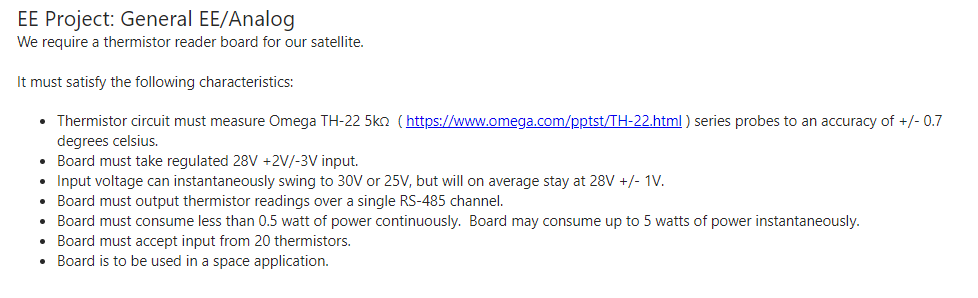 EE Project: General EE/Analog
We require a thermistor reader board for our satellite.
It must satisfy the following characteristics:
• Thermistor circuit must measure Omega TH-22 5kΩ ( https://www.omega.com/pptst/TH-22.html ) series probes to an accuracy of +/- 0.7
degrees celsius.
• Board must take regulated 28V +2V/-3V input.
• Input voltage can instantaneously swing to 30V or 25V, but will on average stay at 28V +/- 1V.
• Board must output thermistor readings over a single RS-485 channel.
• Board must consume less than 0.5 watt of power continuously.  Board may consume up to 5 watts of power instantaneously.
• Board must accept input from 20 thermistors.
• Board is to be used in a space application.